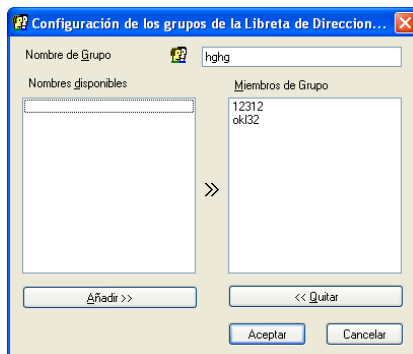 Configuración de los grupos de la Libreta de Direccion...
Nombre de Grupo
hghg
Nombres disponibles
Miembros de Grupo
12312
okl32
»
Añadir >>
<< Quitar
Aceptar
Cancelar